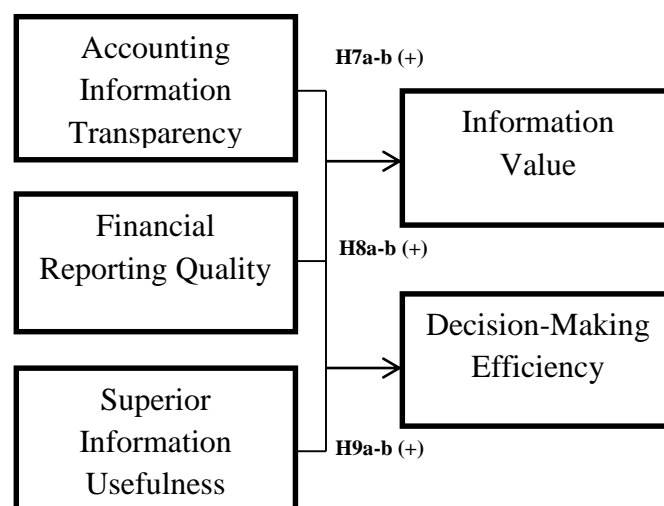 Accounting
Information
Transparency
H7a-b (+)
Information
Value
Financial
Reporting Quality
H8a-b (+)
Decision-Making
Efficiency
Superior
Information
Usefulness
H9a-b (+)